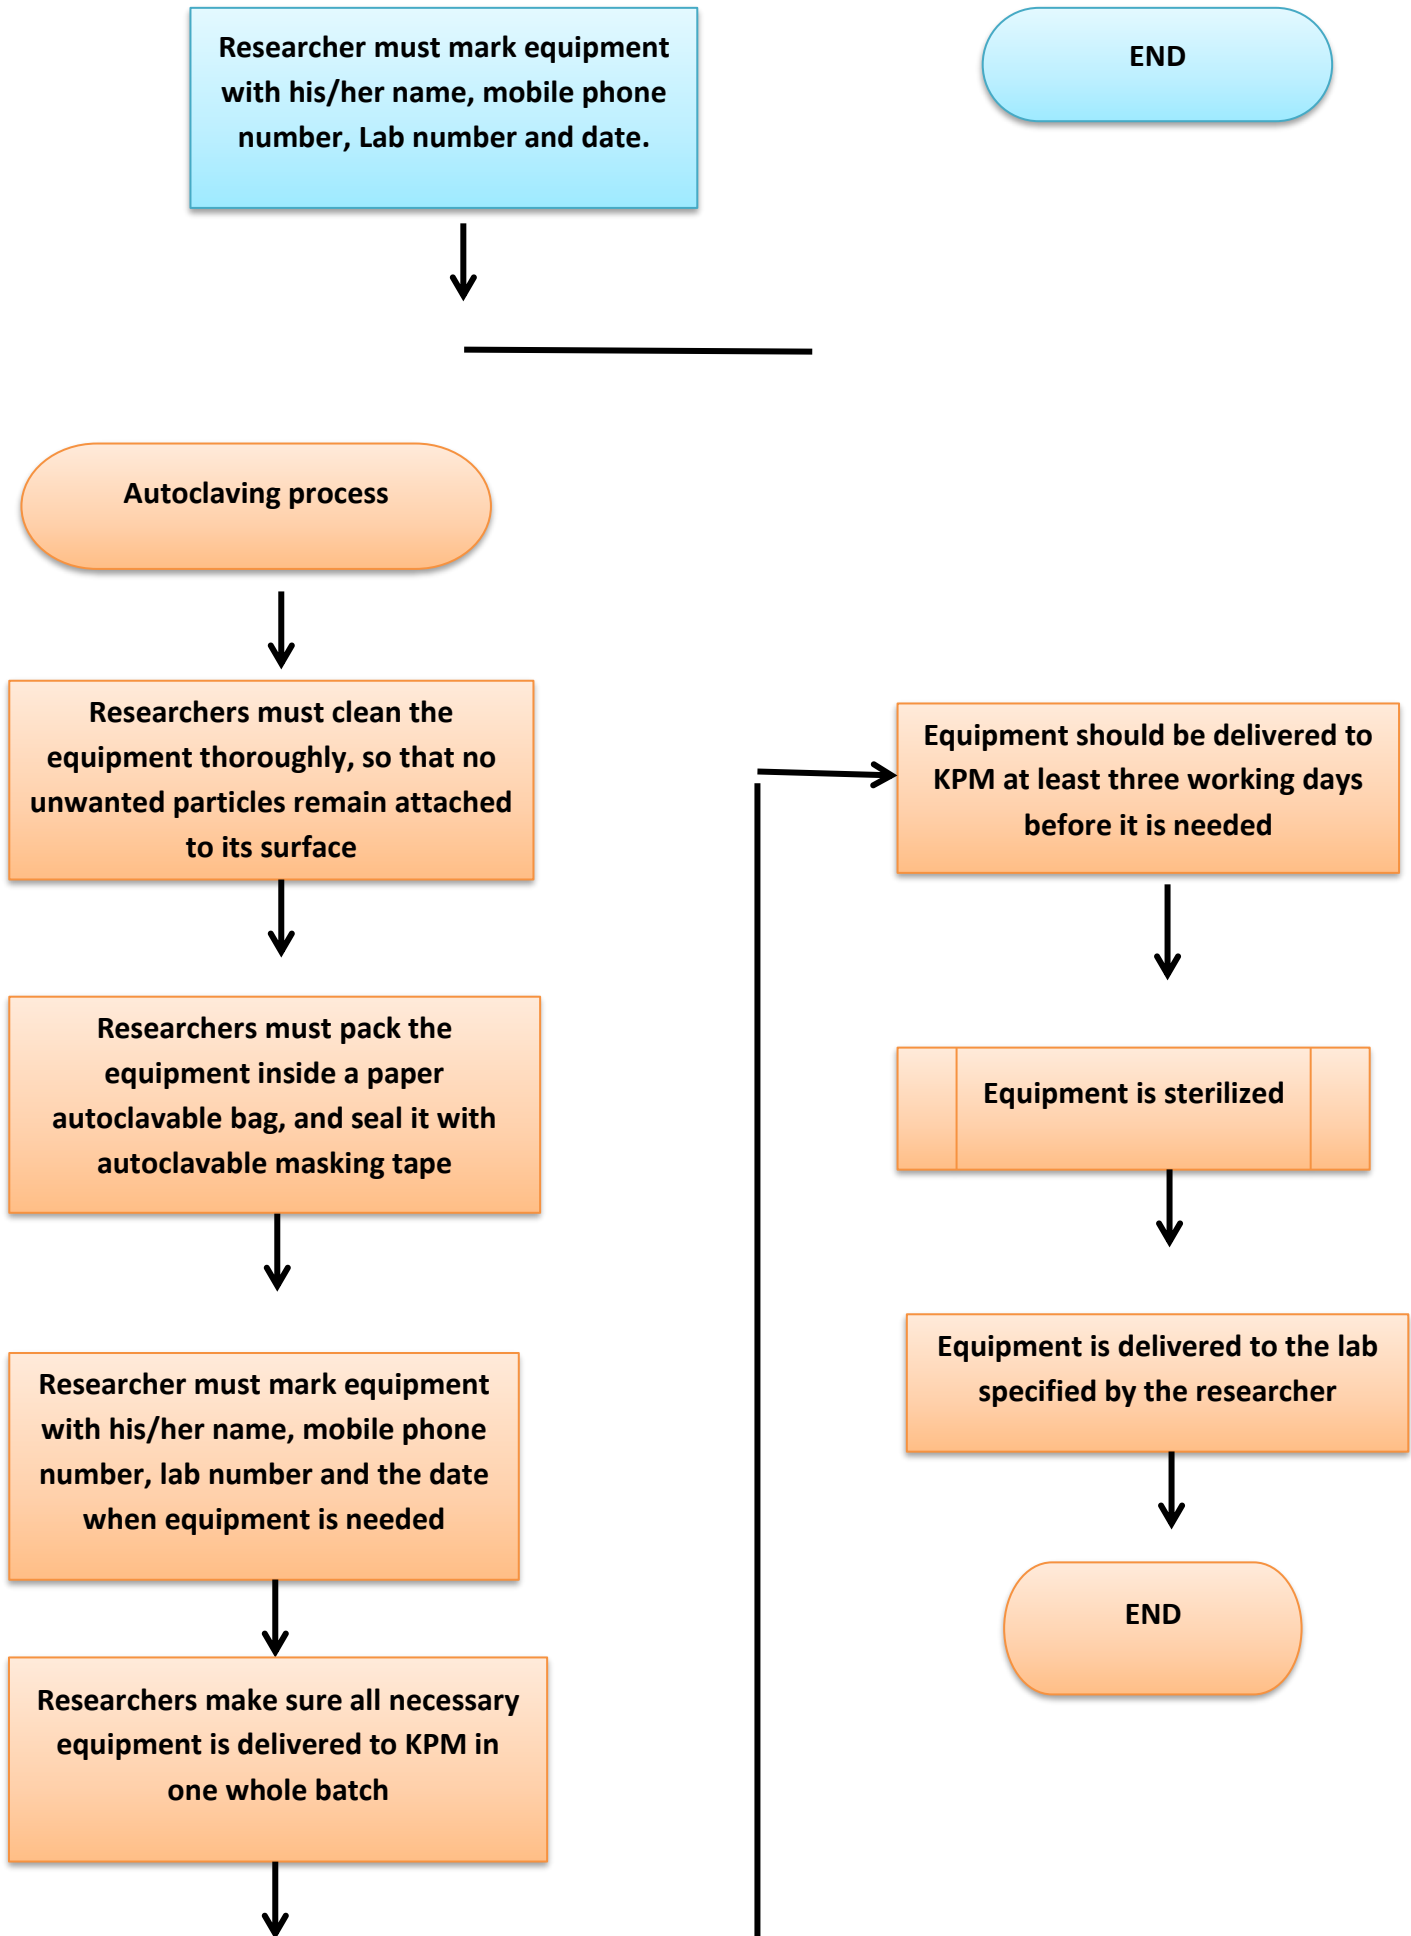 Researcher must mark equipment
with his/her name, mobile phone
number, Lab number and date.
END
Autoclaving process
Researchers must clean the
equipment thoroughly, so that no
unwanted particles remain attached
to its surface
Researchers must pack the
equipment inside a paper
autoclavable bag, and seal it with
autoclavable masking tape
Researcher must mark equipment
with his/her name, mobile phone
number, lab number and the date
when equipment is needed
Researchers make sure all necessary
equipment is delivered to KPM in
one whole batch
Equipment should be delivered to
KPM at least three working days
before it is needed
Equipment is sterilized
Equipment is delivered to the lab
specified by the researcher
END